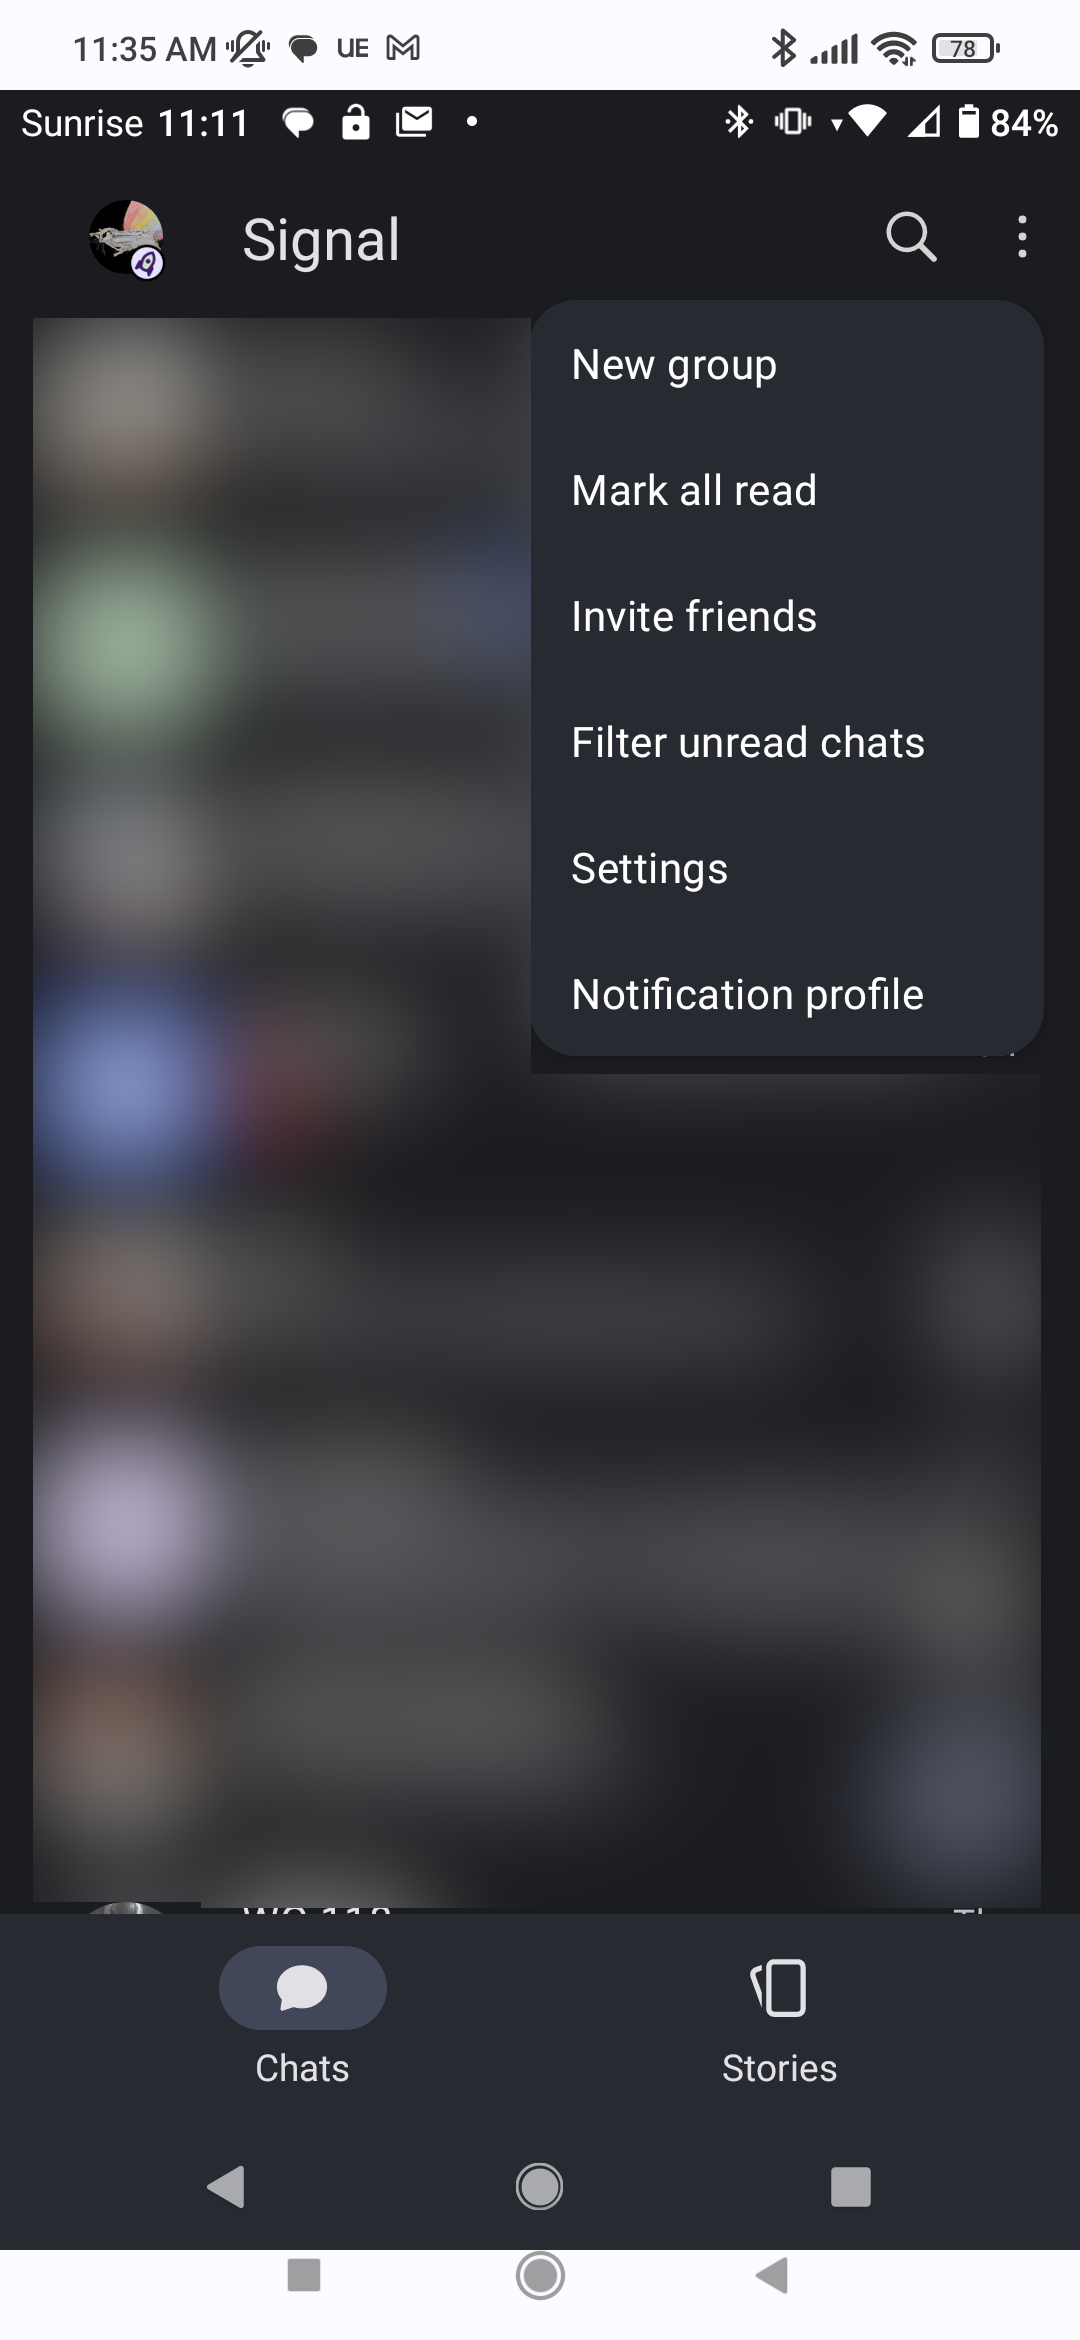 11:35 AM UE 78
Sunrise 11:11 84%
Signal
New group
Mark all read
Invite friends
Filter unread chats
Settings
Notification profile
Chats
Stories